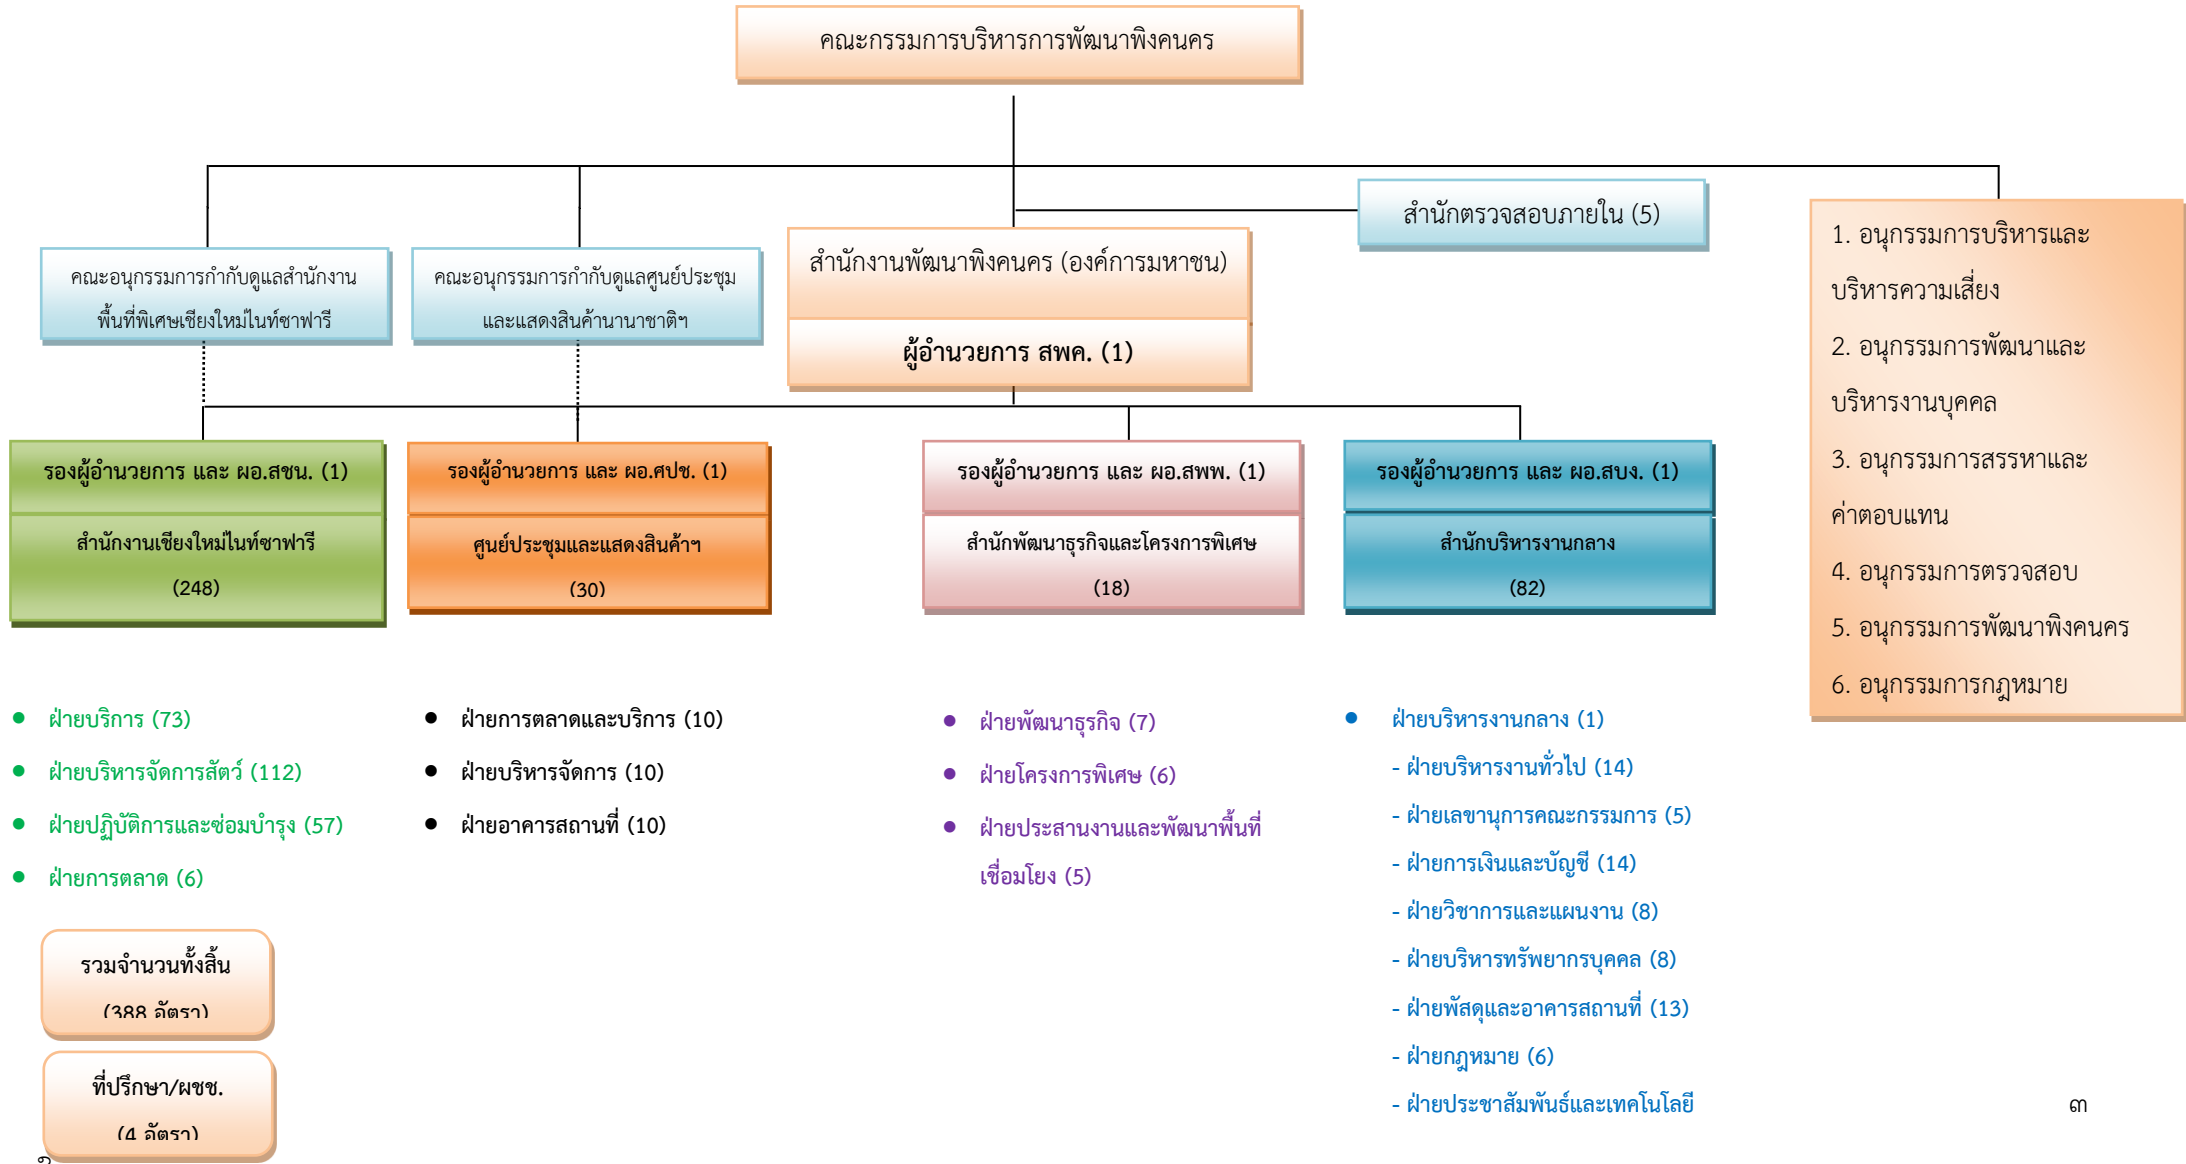 คณะกรรมการบริหารการพัฒนาพิงคนคร
สำนักตรวจสอบภายใน (5)
คณะอนุกรรมการกำกับดูแลสำนักงาน
พื้นที่พิเศษเชียงใหม่ไนท์ซาฟารี
คณะอนุกรรมการกำกับดูแลศูนย์ประชุม
และแสดงสินค้านานาชาติฯ
สำนักงานพัฒนาพิงคนคร (องค์การมหาชน)
ผู้อำนวยการ สพค. (1)
1. อนุกรรมการบริหารและ
บริหารความเสี่ยง
2. อนุกรรมการพัฒนาและ
บริหารงานบุคคล
3. อนุกรรมการสรรหาและ
ค่าตอบแทน
4. อนุกรรมการตรวจสอบ
5. อนุกรรมการพัฒนาพิงคนคร
6. อนุกรรมการกฎหมาย
รองผู้อำนวยการ และ ผอ.สชน. (1)
สำนักงานเชียงใหม่ไนท์ซาฟารี
(248)
รองผู้อำนวยการ และ ผอ.ศปช. (1)
ศูนย์ประชุมและแสดงสินค้าฯ
(30)
รองผู้อำนวยการ และ ผอ.สพพ. (1)
สำนักพัฒนาธุรกิจและโครงการพิเศษ
(18)
รองผู้อำนวยการ และ ผอ.สบง. (1)
สำนักบริหารงานกลาง
(82)
• ฝ่ายบริการ (73)
• ฝ่ายบริหารจัดการสัตว์ (112)
• ฝ่ายปฏิบัติการและซ่อมบำรุง (57)
• ฝ่ายการตลาด (6)
• ฝ่ายการตลาดและบริการ (10)
• ฝ่ายบริหารจัดการ (10)
• ฝ่ายอาคารสถานที่ (10)
• ฝ่ายพัฒนาธุรกิจ (7)
• ฝ่ายโครงการพิเศษ (6)
• ฝ่ายประสานงานและพัฒนาพื้นที่
เชื่อมโยง (5)
• ฝ่ายบริหารงานกลาง (1)
- ฝ่ายบริหารงานทั่วไป (14)
- ฝ่ายเลขานุการคณะกรรมการ (5)
- ฝ่ายการเงินและบัญชี (14)
- ฝ่ายวิชาการและแผนงาน (8)
- ฝ่ายบริหารทรัพยากรบุคคล (8)
- ฝ่ายพัสดุและอาคารสถานที่ (13)
- ฝ่ายกฎหมาย (6)
- ฝ่ายประชาสัมพันธ์และเทคโนโลยี
รวมจำนวนทั้งสิ้น
(388 อัตรา)
ที่ปรึกษา/ผชช.
(4 อัตรา)
๓